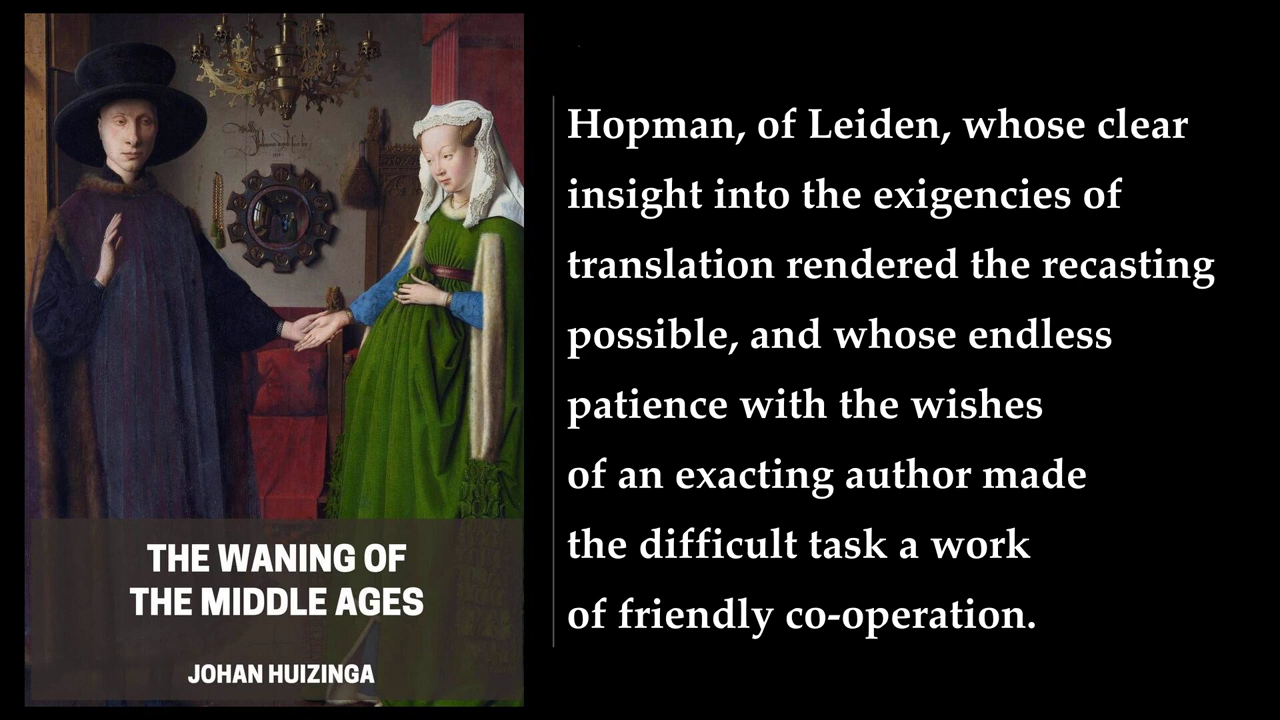 THE WANING OF
THE MIDDLE AGES
JOHAN HUIZINGA
Hopman, of Leiden, whose clear
insight into the exigencies of
translation rendered the recasting
possible, and whose endless
patience with the wishes
of an exacting author made
the difficult task a work
of friendly co-operation.